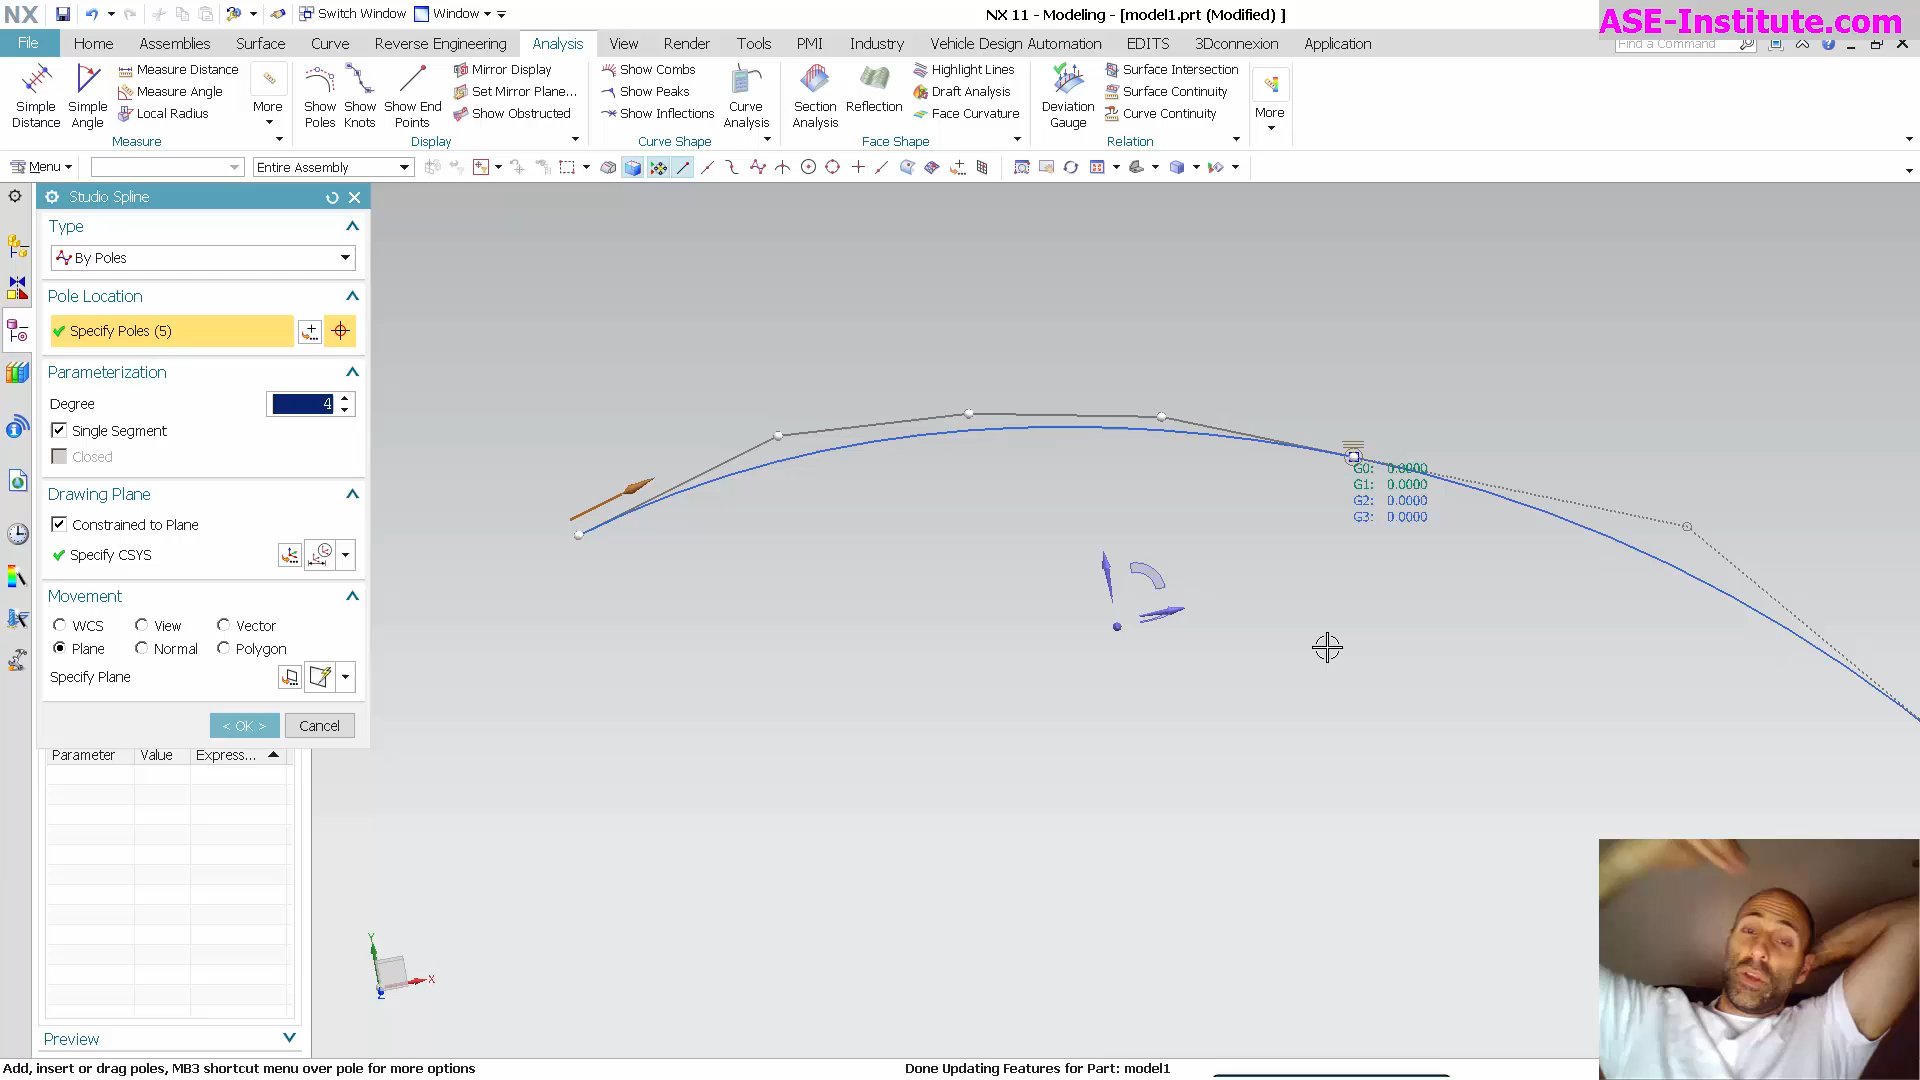 NX
Switch Window
Window
NX 11 - Modeling - [model1.prt (Modified) ]
ASE-Institute.com
File
Home
Assemblies
Surface
Curve
Reverse Engineering
Analysis
View
Render
Tools
PMI
Industry
Vehicle Design Automation
EDITS
3Dconnexion
Application
Find a Command
Simple Distance
Simple Angle
Measure Distance
Measure Angle
Local Radius
More
Measure
Show Poles
Show Knots
Show End Points
Mirror Display
Set Mirror Plane...
Show Obstructed
Display
Show Combs
Show Peaks
Show Inflections
Curve Analysis
Curve Shape
Section Analysis
Reflection
Highlight Lines
Draft Analysis
Face Curvature
Face Shape
Deviation Gauge
Surface Intersection
Surface Continuity
Curve Continuity
Relation
More
Menu
Entire Assembly
Studio Spline
Type
By Poles
Pole Location
Specify Poles (5)
Parameterization
Degree
4
Single Segment
Closed
Drawing Plane
Constrained to Plane
Specify CSYS
Movement
WCS
View
Vector
Plane
Normal
Polygon
Specify Plane
< OK >
Cancel
Parameter
Value
Express...
Preview
G0: 0.0000
G1: 0.0000
G2: 0.0000
G3: 0.0000
Y
X
Z
Add, insert or drag poles, MB3 shortcut menu over pole for more options
Done Updating Features for Part: model1